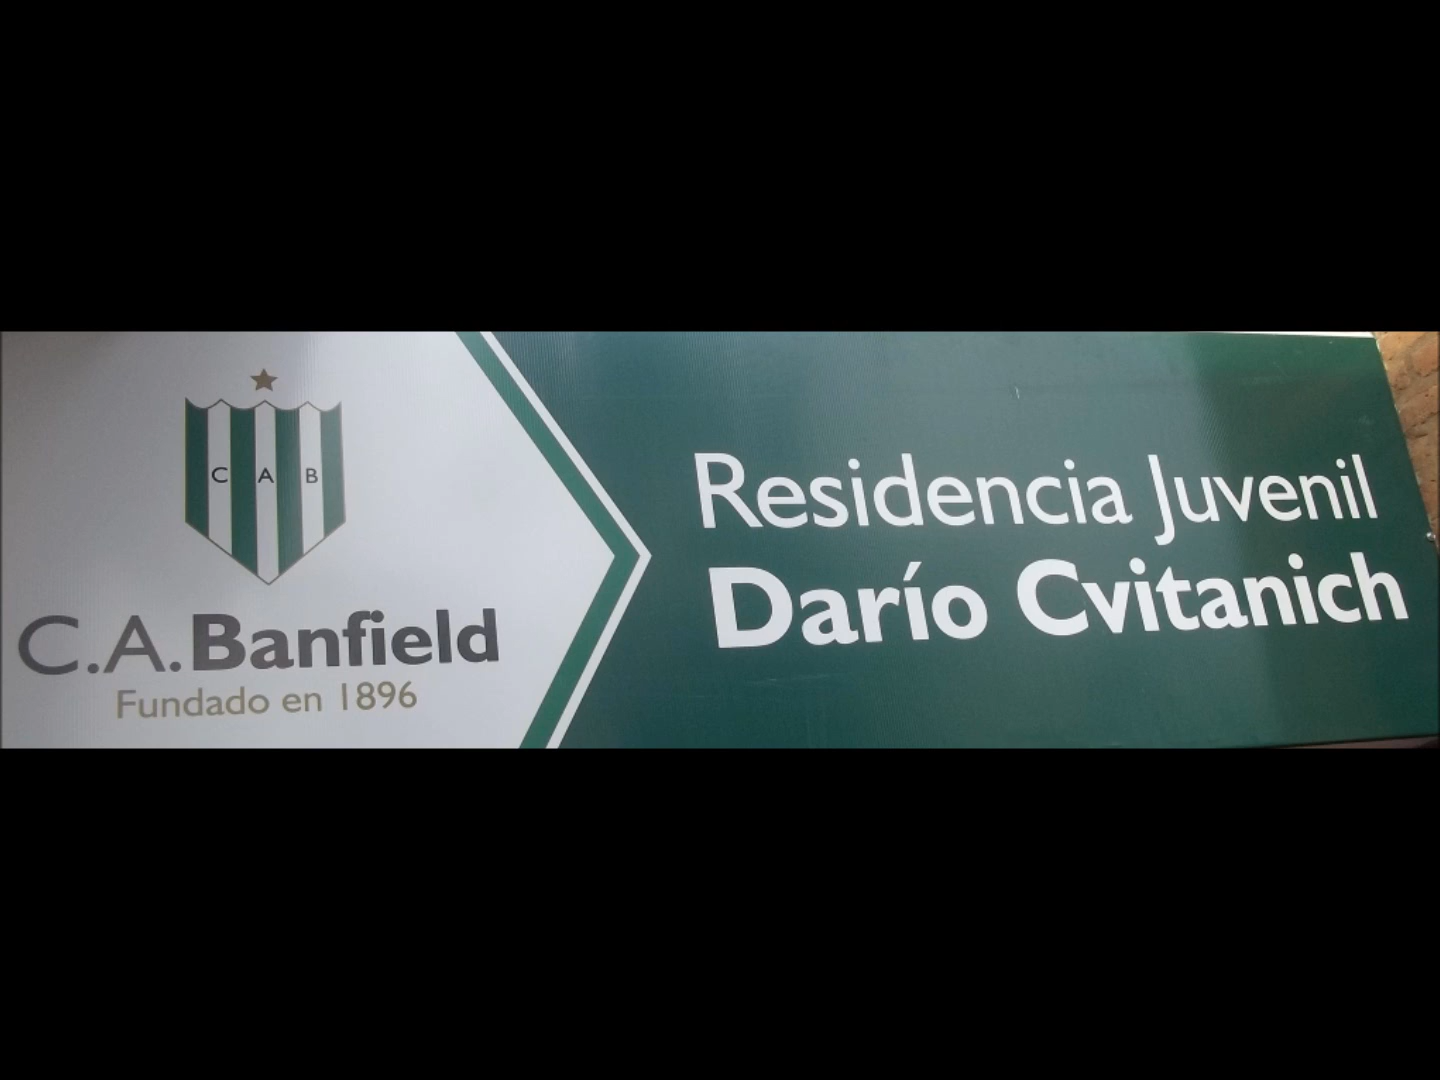 C A B
C.A.Banfield
Fundado en 1896
Residencia Juvenil
Darío Cvitanich